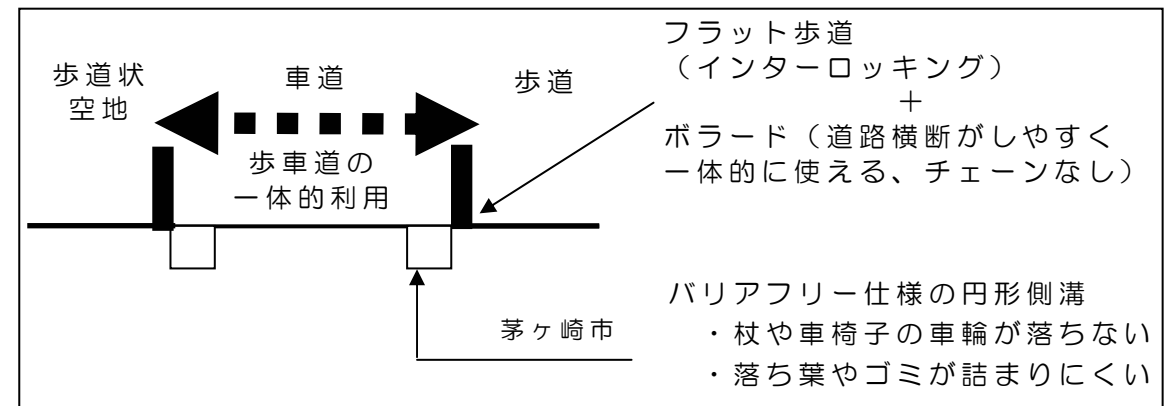 歩道状
空地
車道
歩道
歩車道の
一体的利用
フラット歩道
（インターロッキング）
＋
ボラード（道路横断がしやすく
一体的に使える、チェーンなし）
茅ヶ崎市
バリアフリー仕様の円形側溝
・杖や車椅子の車輪が落ちない
・落ち葉やゴミが詰まりにくい